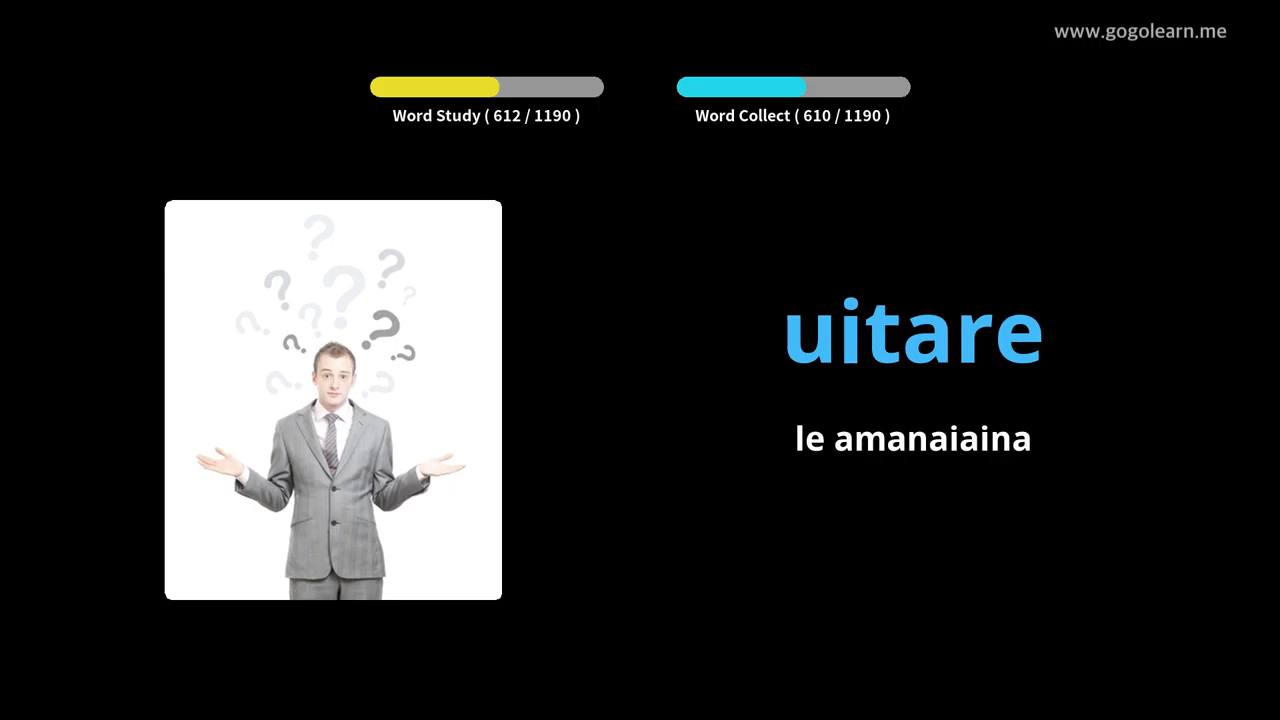 www.gogolearn.me
Word Study ( 612 / 1190 )
Word Collect ( 610 / 1190 )
uitare
le amanaiaina